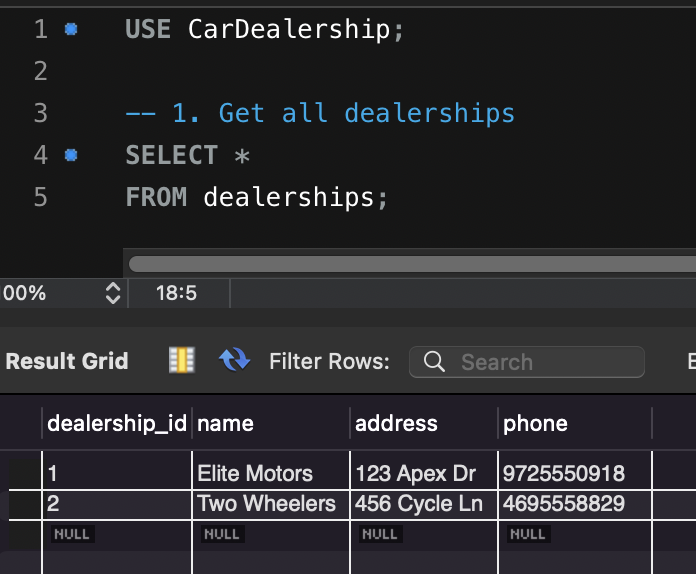 1 USE CarDealership;
2
3 -- 1. Get all dealerships
4 SELECT *
5 FROM dealerships;
00% 18:5
Result Grid Filter Rows: Search
dealership_id name address phone
1 Elite Motors 123 Apex Dr 9725550918
2 Two Wheelers 456 Cycle Ln 4695558829
NULL NULL NULL NULL